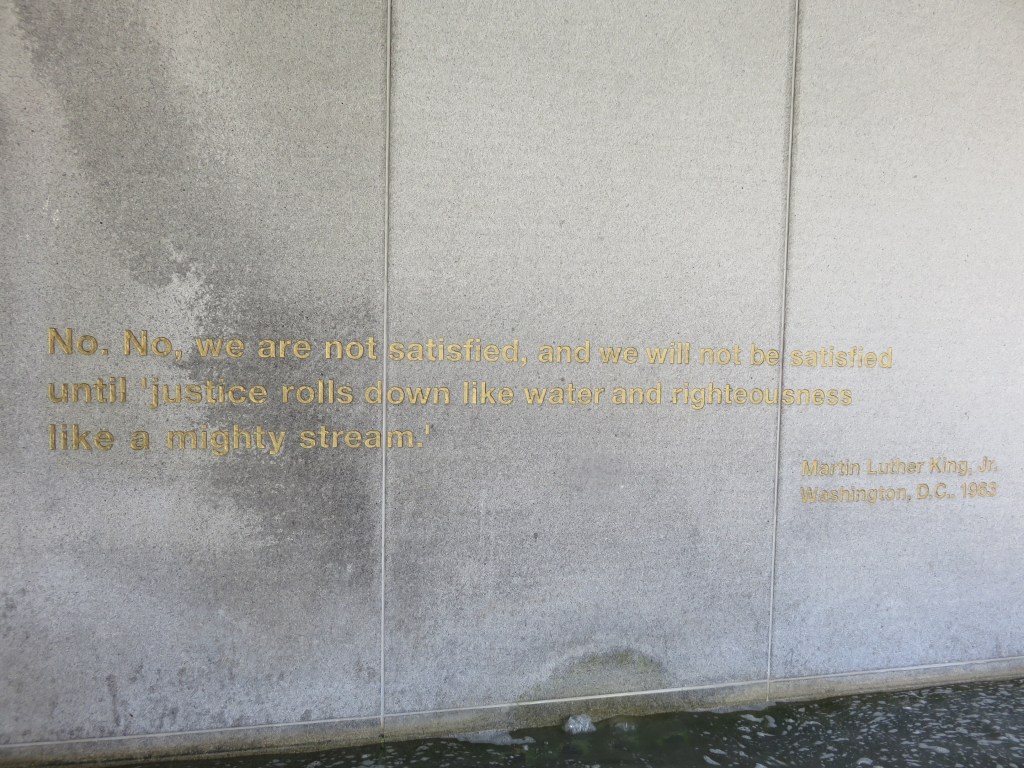 No. No, we are not satisfied, and we will not be satisfied
until 'justice rolls down like water and righteousness
like a mighty stream.'
Martin Luther King, Jr.
Washington, D.C., 1963